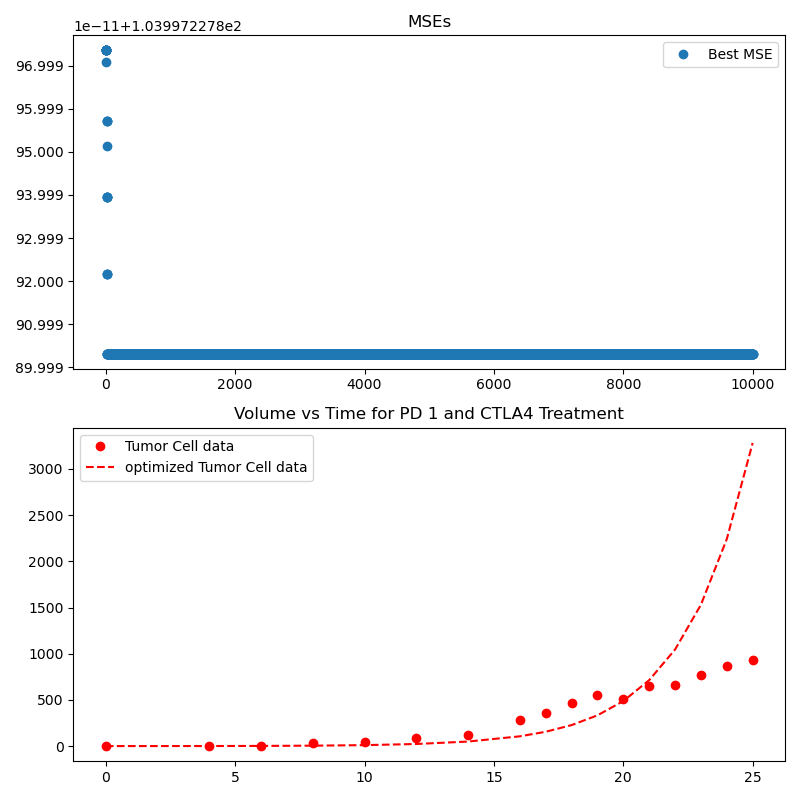 1e-11+1.039972278e2
MSEs
Best MSE
96.999
95.999
95.000
93.999
92.999
92.000
90.999
89.999
0 2000 4000 6000 8000 10000
Volume vs Time for PD 1 and CTLA4 Treatment
Tumor Cell data
optimized Tumor Cell data
3000
2500
2000
1500
1000
500
0
0 5 10 15 20 25